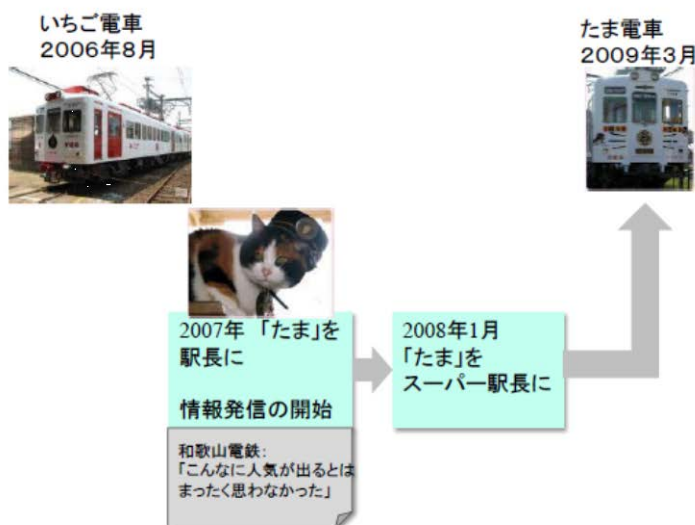 いちご電車
2006年8月
たま電車
2009年3月
2007年 「たま」を
駅長に
情報発信の開始
和歌山電鉄:
「こんなに人気が出るとは
まったく思わなかった」
2008年1月
「たま」を
スーパー駅長に